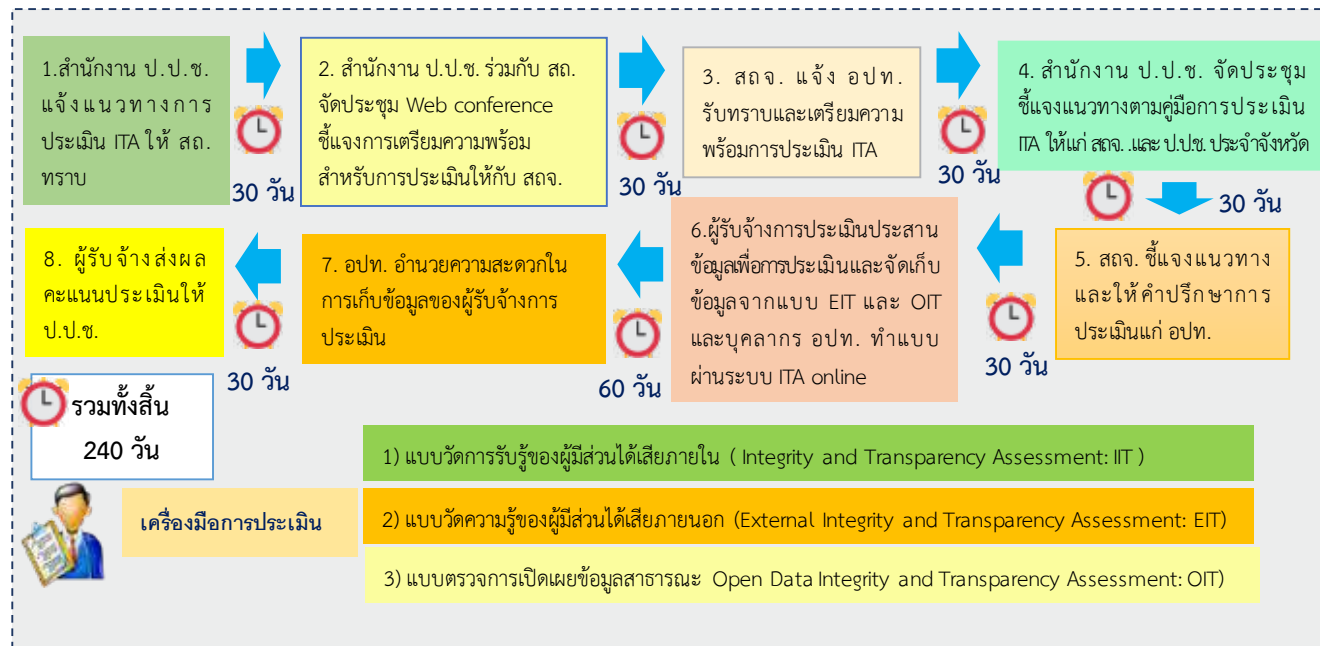 1.สำนักงาน ป.ป.ช.
แจ้งแนวทางการ
ประเมิน ITA ให้ สถ.
ทราบ
30 วัน
2. สำนักงาน ป.ป.ช. ร่วมกับ สถ.
จัดประชุม Web conference
ชี้แจงการเตรียมความพร้อม
สำหรับการประเมินให้กับ สถจ.
30 วัน
3. สถจ. แจ้ง อปท.
รับทราบและเตรียมความ
พร้อมการประเมิน ITA
30 วัน
4. สำนักงาน ป.ป.ช. จัดประชุม
ชี้แจงแนวทางตามคู่มือการประเมิน
ITA ให้แก่ สถจ. .และ ป.ป.ช. ประจำจังหวัด
30 วัน
5. สถจ. ชี้แจงแนวทาง
และให้คำปรึกษาการ
ประเมินแก่ อปท.
30 วัน
6.ผู้รับจ้างการประเมินประสาน
ข้อมูลเพื่อการประเมินและจัดเก็บ
ข้อมูลจากแบบ EIT และ OIT
และบุคลากร อปท. ทำแบบ
ผ่านระบบ ITA online
60 วัน
7. อปท. อำนวยความสะดวกใน
การเก็บข้อมูลของผู้รับจ้างการ
ประเมิน
30 วัน
8. ผู้รับจ้างส่งผล
คะแนนประเมินให้
ป.ป.ช.
รวมทั้งสิ้น
240 วัน
เครื่องมือการประเมิน
1) แบบวัดการรับรู้ของผู้มีส่วนได้เสียภายใน ( Integrity and Transparency Assessment: IIT )
2) แบบวัดความรู้ของผู้มีส่วนได้เสียภายนอก (External Integrity and Transparency Assessment: EIT)
3) แบบตรวจการเปิดเผยข้อมูลสาธารณะ Open Data Integrity and Transparency Assessment: OIT)